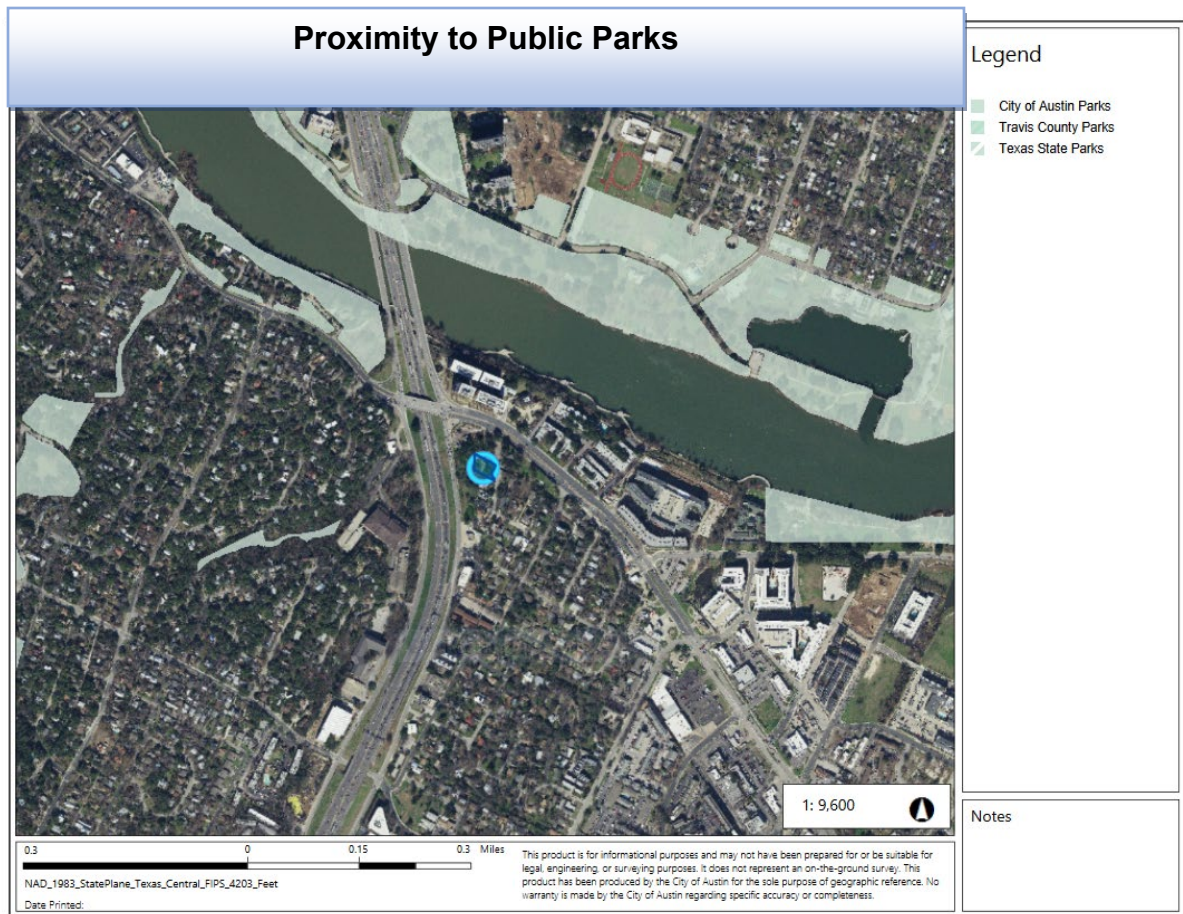 Proximity to Public Parks
Legend
City of Austin Parks
Travis County Parks
Texas State Parks
1: 9,600
Notes
0.3 0 0.15 0.3 Miles
NAD_1983_StatePlane_Texas_Central_FIPS_4203_Feet
Date Printed:
This product is for informational purposes and may not have been prepared for or be suitable for
legal, engineering, or surveying purposes. It does not represent an on-the-ground survey. This
product has been produced by the City of Austin for the sole purpose of geographic reference. No
warranty is made by the City of Austin regarding specific accuracy or completeness.